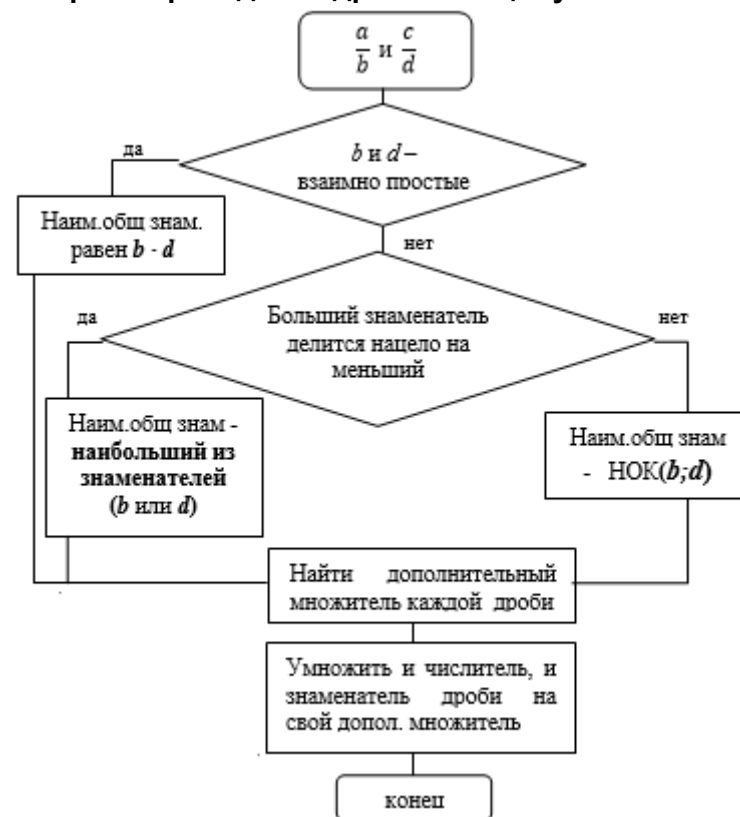 a/b и c/d
b и d –
взаимно простые
да
Наим.общ знам.
равен b - d
нет
да
Больший знаменатель
делится нацело на
меньший
нет
Наим.общ знам -
наибольший из
знаменателей
(b или d)
Наим.общ знам
- НОК(b;d)
Найти дополнительный
множитель каждой дроби
Умножить и числитель, и
знаменатель дроби на
свой допол. множитель
конец